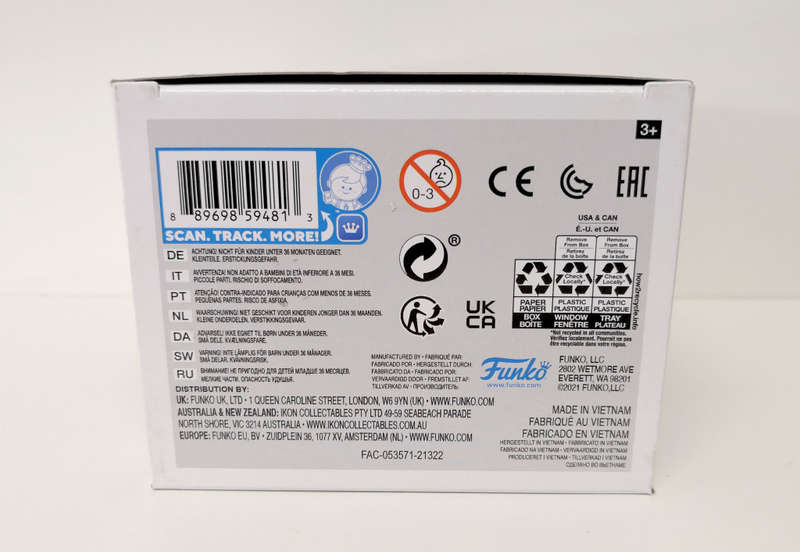 3+
8 89698 59481 3
SCAN. TRACK. MORE!
0-3
CE
EAC
®
UK
CA
USA & CAN
É.-U. et CAN
Remove From Box
Retirez de la boîte
Remove From Box
Retirez de la boîte
Check Locally*
Check Locally*
PAPER
PAPIER
BOX
BOÎTE
PLASTIC
PLASTIQUE
WINDOW
FENÊTRE
PLASTIC
PLASTIQUE
TRAY
PLATEAU
how2recycle.info
*Not recycled in all communities.
Vérifiez localement. Pourrait ne pas
être recyclé dans votre région.
DE ACHTUNG! NICHT FÜR KINDER UNTER 36 MONATEN GEEIGNET.
KLEINTEILE. ERSTICKUNGSGEFAHR.
IT AVVERTENZA! NON ADATTO A BAMBINI DI ETÀ INFERIORE A 36 MESI.
PICCOLE PARTI. RISCHIO DI SOFFOCAMENTO.
PT ATENÇÃO! CONTRA-INDICADO PARA CRIANÇAS COM MENOS DE 36 MESES.
PEQUENAS PARTES. RISCO DE ASFIXIA.
NL WAARSCHUWING! NIET GESCHIKT VOOR KINDEREN JONGER DAN 36 MAANDEN.
KLEINE ONDERDELEN. VERSTIKKINGSGEVAAR.
DA ADVARSEL! IKKE EGNET TIL BØRN UNDER 36 MÅNEDER.
SMÅ DELE. KVÆLNINGSFARE.
SW VARNING! INTE LÄMPLIG FÖR BARN UNDER 36 MÅNADER.
SMÅ DELAR. KVÄVNINGSRISK.
RU ВНИМАНИЕ! НЕ ПРИГОДНО ДЛЯ ДЕТЕЙ МЛАДШЕ 36 МЕСЯЦЕВ.
МЕЛКИЕ ЧАСТИ. ОПАСНОСТЬ УДУШЬЯ.
MANUFACTURED BY • FABRIQUÉ PAR
FABBRICATO DA • FABRICADO POR:
VERVAARDIGD DOOR • FREMSTILLET AF
TILLVERKAD AV • ПРОИЗВОДИТЕЛЬ:
Funko
www.funko.com
FUNKO, LLC
2802 WETMORE AVE
EVERETT, WA 98201
©2021 FUNKO,LLC
DISTRIBUTION BY:
UK: FUNKO UK, LTD • 1 QUEEN CAROLINE STREET, LONDON, W6 9YN UK • WWW.FUNKO.COM
AUSTRALIA & NEW ZEALAND: IKON COLLECTABLES PTY LTD 49-59 SEABEACH PARADE
NORTH SHORE, VIC 3214 AUSTRALIA • WWW.IKONCOLLECTABLES.COM.AU
EUROPE: FUNKO EU, BV • ZUIDPLEIN 36, 1077 XV, AMSTERDAM (NL) • WWW.FUNKO.COM
FAC-053571-21322
MADE IN VIETNAM
FABRIQUÉ AU VIETNAM
FABRICADO EN VIETNAM
HERGESTELLT IN VIETNAM • FABBRICATO IN VIETNAM
FABRICADO NA VIETNAM • VERVAARDIGD IN VIETNAM
PRODUCERET I VIETNAM • TILLVERKAD I VIETNAM
СДЕЛАНО ВО ВЬЕТНАМЕ